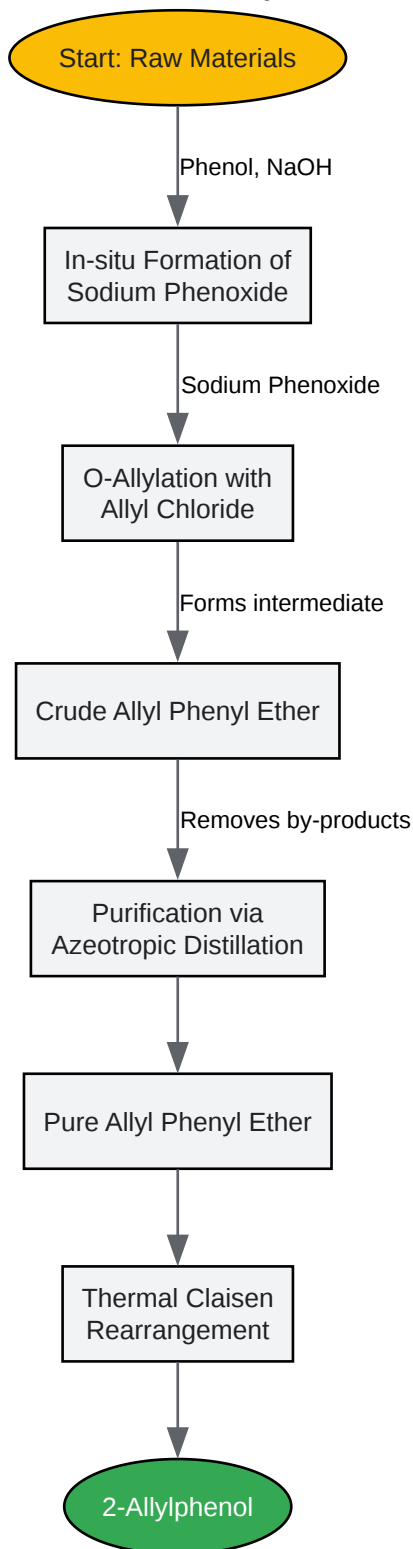 Start: Raw Materials
Phenol, NaOH
In-situ Formation of
Sodium Phenoxide
Sodium Phenoxide
O-Allylation with
Allyl Chloride
Forms intermediate
Crude Allyl Phenyl Ether
Removes by-products
Purification via
Azeotropic Distillation
Pure Allyl Phenyl Ether
Thermal Claisen
Rearrangement
2-Allylphenol